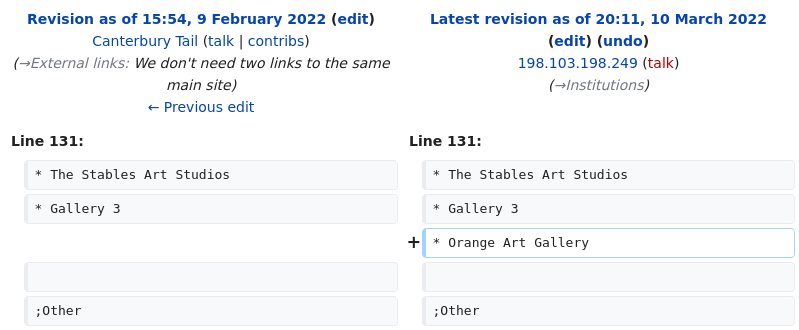 Revision as of 15:54, 9 February 2022 (edit)
Canterbury Tail (talk | contribs)
(→External links: We don't need two links to the same
main site)
← Previous edit
Latest revision as of 20:11, 10 March 2022
(edit) (undo)
198.103.198.249 (talk)
(→Institutions)
Line 131:
* The Stables Art Studios
* Gallery 3
;Other
Line 131:
* The Stables Art Studios
* Gallery 3
+ * Orange Art Gallery
;Other